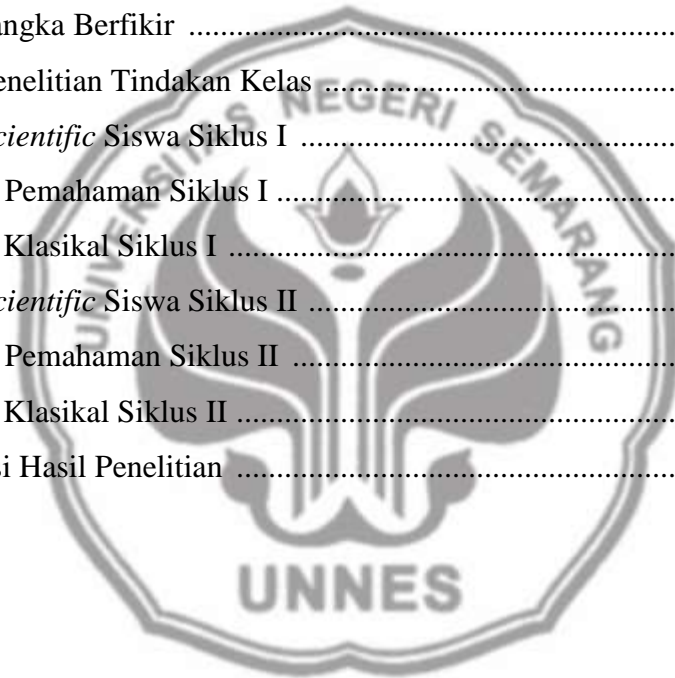 angka Berfikir ........................................................
enelitian Tindakan Kelas ........................................
cientific Siswa Siklus I ...........................................
Pemahaman Siklus I ..............................................
Klasikal Siklus I ....................................................
cientific Siswa Siklus II ..........................................
Pemahaman Siklus II ............................................
Klasikal Siklus II ...................................................
i Hasil Penelitian ...................................................
UNIVERSITAS NEGERI SEMARANG
UNNES